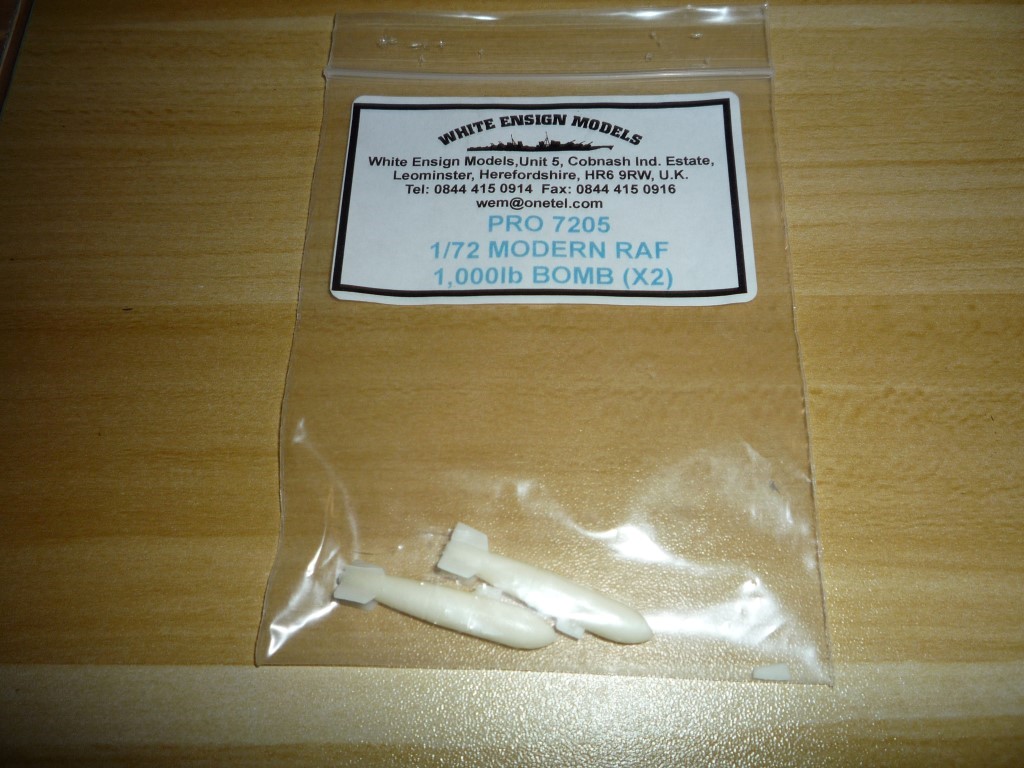 WHITE ENSIGN MODELS
White Ensign Models,Unit 5, Cobnash Ind. Estate,
Leominster, Herefordshire, HR6 9RW, U.K.
Tel: 0844 415 0914 Fax: 0844 415 0916
wem@onetel.com
PRO 7205
1/72 MODERN RAF
1,000lb BOMB (X2)